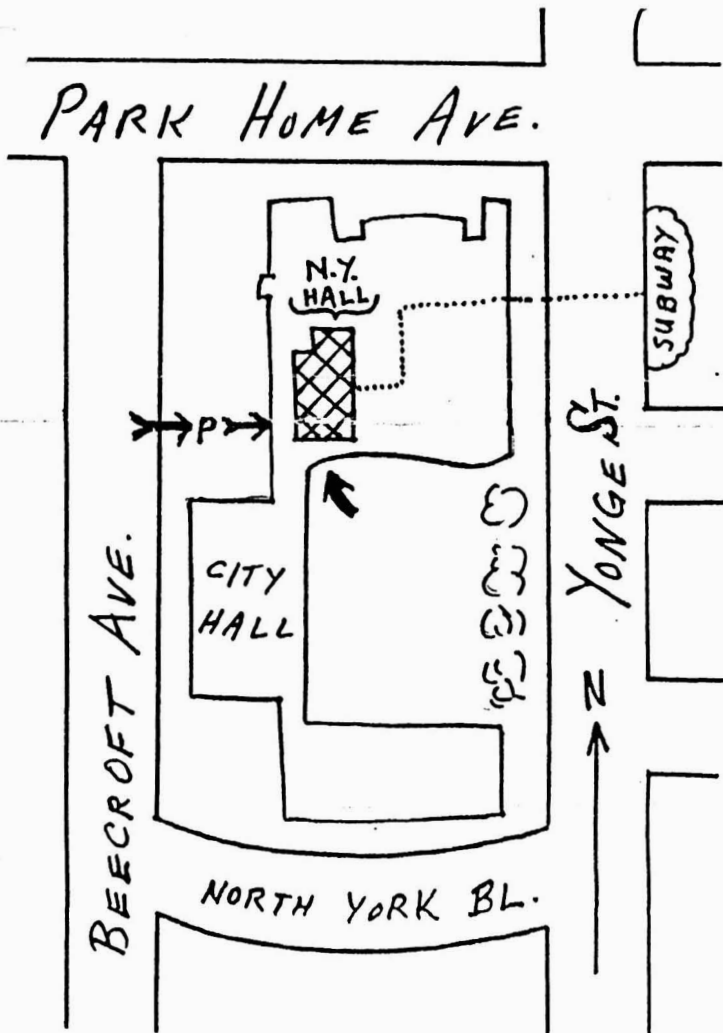 PARK HOME AVE.
N.Y.
HALL
SUBWAY
P
YONGE ST.
CITY
HALL
BEECROFT AVE.
N
NORTH YORK BL.